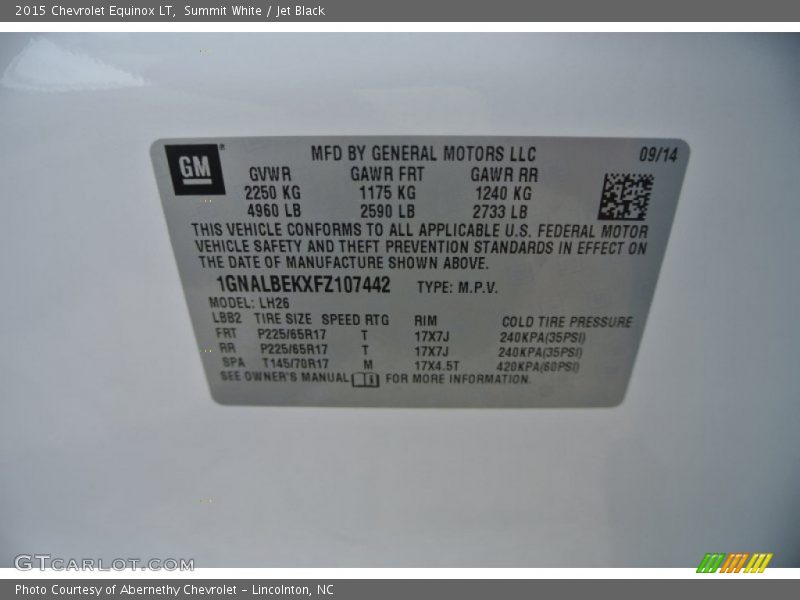 2015 Chevrolet Equinox LT, Summit White / Jet Black
GM
MFD BY GENERAL MOTORS LLC 09/14
GVWR GAWR FRT GAWR RR
2250 KG 1175 KG 1240 KG
4960 LB 2590 LB 2733 LB
THIS VEHICLE CONFORMS TO ALL APPLICABLE U.S. FEDERAL MOTOR
VEHICLE SAFETY AND THEFT PREVENTION STANDARDS IN EFFECT ON
THE DATE OF MANUFACTURE SHOWN ABOVE.
1GNALBEKXFZ107442 TYPE: M.P.V.
MODEL: LH26
LBB2 TIRE SIZE SPEED RTG RIM COLD TIRE PRESSURE
FRT P225/65R17 T 17X7J 240KPA(35PSI)
RR P225/65R17 T 17X7J 240KPA(35PSI)
SPA T145/70R17 M 17X4.5T 420KPA(60PSI)
SEE OWNER'S MANUAL FOR MORE INFORMATION.
GTCARLOT.COM
Photo Courtesy of Abernethy Chevrolet – Lincolnton, NC